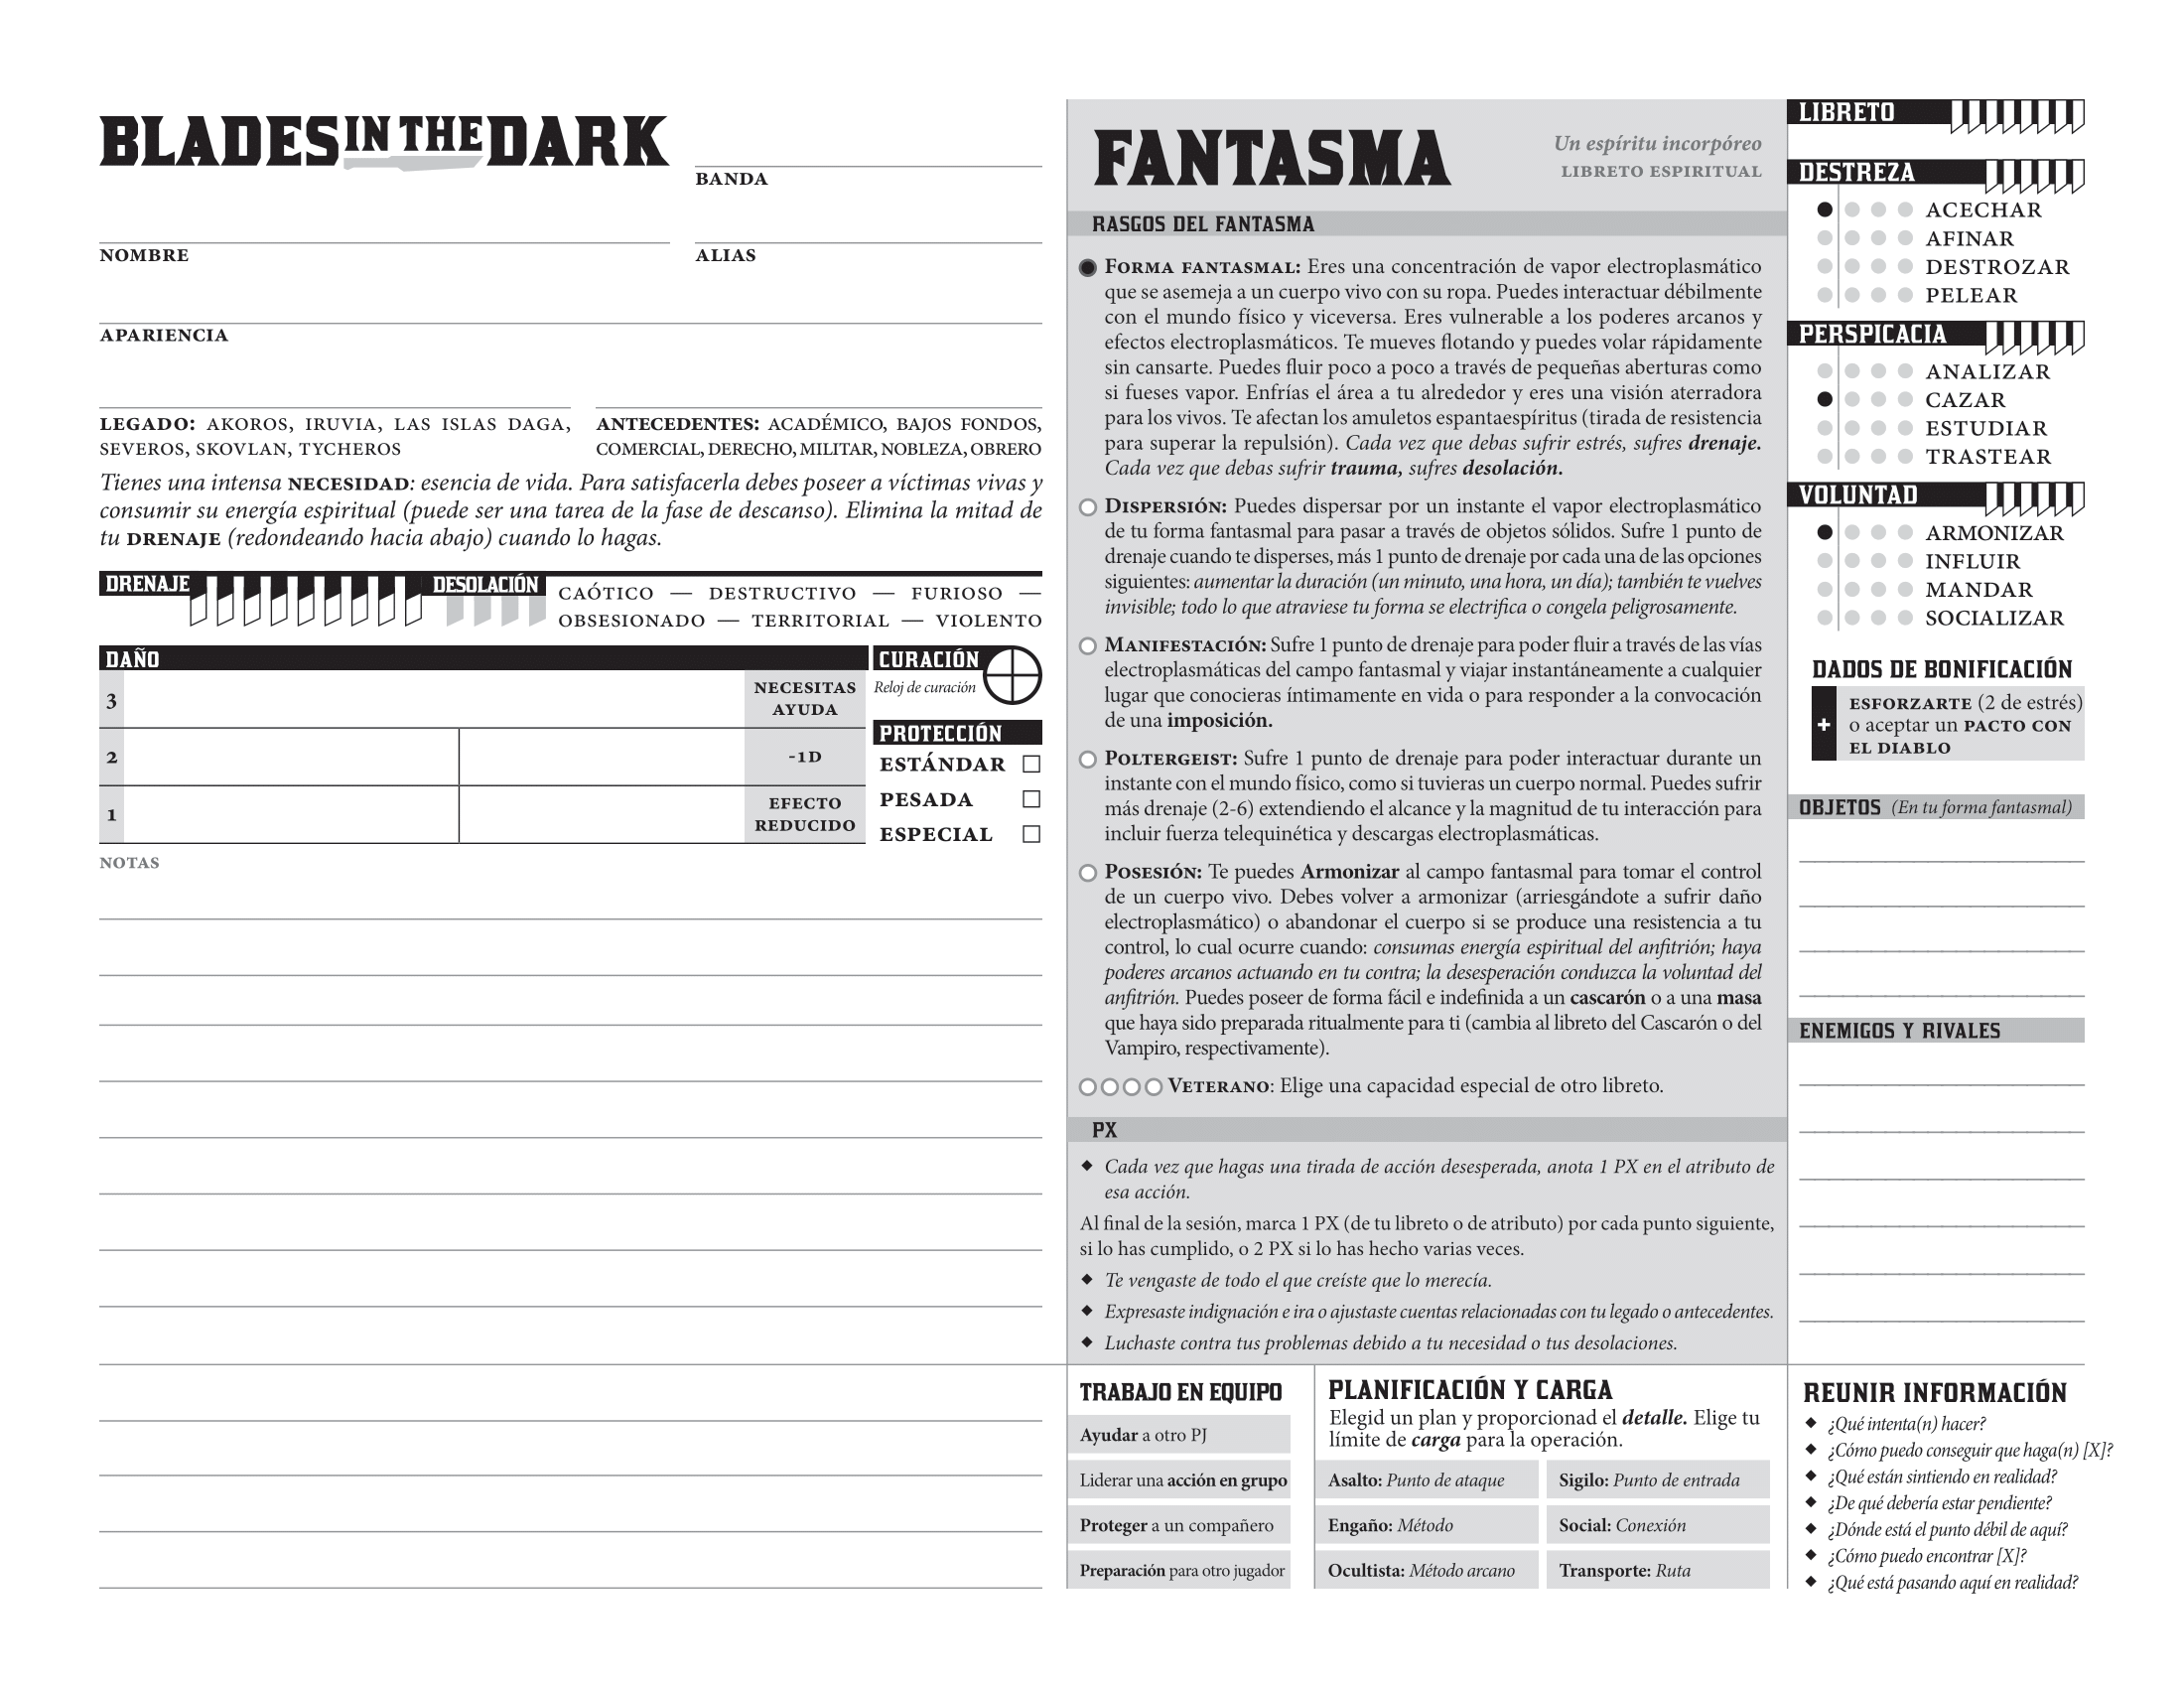 BLADES IN THE DARK
BANDA
NOMBRE
ALIAS
APARIENCIA
LEGADO: AKOROS, IRUVIA, LAS ISLAS DAGA,
SEVEROS, SKOVLAN, TYCHEROS
ANTECEDENTES: ACADÉMICO, BAJOS FONDOS,
COMERCIAL, DERECHO, MILITAR, NOBLEZA, OBRERO
Tienes una intensa NECESIDAD: esencia de vida. Para satisfacerla debes poseer a víctimas vivas y
consumir su energía espiritual (puede ser una tarea de la fase de descanso). Elimina la mitad de
tu DRENAJE (redondeando hacia abajo) cuando lo hagas.
DRENAJE
DESOLACIÓN
CAÓTICO — DESTRUCTIVO — FURIOSO —
OBSESIONADO — TERRITORIAL — VIOLENTO
DAÑO
3
NECESITAS
AYUDA
2
-1D
1
EFECTO
REDUCIDO
CURACIÓN
Reloj de curación
PROTECCIÓN
ESTÁNDAR
PESADA
ESPECIAL
NOTAS
FANTASMA
Un espíritu incorpóreo
LIBRETO ESPIRITUAL
RASGOS DEL FANTASMA
FORMA FANTASMAL: Eres una concentración de vapor electroplasmático
que se asemeja a un cuerpo vivo con su ropa. Puedes interactuar débilmente
con el mundo físico y viceversa. Eres vulnerable a los poderes arcanos y
efectos electroplasmáticos. Te mueves flotando y puedes volar rápidamente
sin cansarte. Puedes fluir poco a poco a través de pequeñas aberturas como
si fueses vapor. Enfrías el área a tu alrededor y eres una visión aterradora
para los vivos. Te afectan los amuletos espantaespíritus (tirada de resistencia
para superar la repulsión). Cada vez que debas sufrir estrés, sufres drenaje.
Cada vez que debas sufrir trauma, sufres desolación.
DISPERSIÓN: Puedes dispersar por un instante el vapor electroplasmático
de tu forma fantasmal para pasar a través de objetos sólidos. Sufre 1 punto de
drenaje cuando te disperses, más 1 punto de drenaje por cada una de las opciones
siguientes: aumentar la duración (un minuto, una hora, un día); también te vuelves
invisible; todo lo que atraviese tu forma se electrifica o congela peligrosamente.
MANIFESTACIÓN: Sufre 1 punto de drenaje para poder fluir a través de las vías
electroplasmáticas del campo fantasmal y viajar instantáneamente a cualquier
lugar que conocieras íntimamente en vida o para responder a la convocación
de una imposición.
POLTERGEIST: Sufre 1 punto de drenaje para poder interactuar durante un
instante con el mundo físico, como si tuvieras un cuerpo normal. Puedes sufrir
más drenaje (2-6) extendiendo el alcance y la magnitud de tu interacción para
incluir fuerza telequinética y descargas electroplasmáticas.
POSESIÓN: Te puedes Armonizar al campo fantasmal para tomar el control
de un cuerpo vivo. Debes volver a armonizar (arriesgándote a sufrir daño
electroplasmático) o abandonar el cuerpo si se produce una resistencia a tu
control, lo cual ocurre cuando: consumas energía espiritual del anfitrión; haya
poderes arcanos actuando en tu contra; la desesperación conduzca la voluntad del
anfitrión. Puedes poseer de forma fácil e indefinida a un cascarón o a una masa
que haya sido preparada ritualmente para ti (cambia al libreto del Cascarón o del
Vampiro, respectivamente).
VETERANO: Elige una capacidad especial de otro libreto.
PX
◆ Cada vez que hagas una tirada de acción desesperada, anota 1 PX en el atributo de
esa acción.
Al final de la sesión, marca 1 PX (de tu libreto o de atributo) por cada punto siguiente,
si lo has cumplido, o 2 PX si lo has hecho varias veces.
◆ Te vengaste de todo el que creíste que lo merecía.
◆ Expresaste indignación e ira o ajustaste cuentas relacionadas con tu legado o antecedentes.
◆ Luchaste contra tus problemas debido a tu necesidad o tus desolaciones.
TRABAJO EN EQUIPO
Ayudar a otro PJ
Liderar una acción en grupo
Proteger a un compañero
Preparación para otro jugador
PLANIFICACIÓN Y CARGA
Elegid un plan y proporcionad el detalle. Elige tu
límite de carga para la operación.
Asalto: Punto de ataque
Sigilo: Punto de entrada
Engaño: Método
Social: Conexión
Ocultista: Método arcano
Transporte: Ruta
LIBRETO
DESTREZA
ACECHAR
AFINAR
DESTROZAR
PELEAR
PERSPICACIA
ANALIZAR
CAZAR
ESTUDIAR
TRASTEAR
VOLUNTAD
ARMONIZAR
INFLUIR
MANDAR
SOCIALIZAR
DADOS DE BONIFICACIÓN
+
ESFORZARTE (2 de estrés)
o aceptar un PACTO CON
EL DIABLO
OBJETOS (En tu forma fantasmal)
ENEMIGOS Y RIVALES
REUNIR INFORMACIÓN
◆ ¿Qué intenta(n) hacer?
◆ ¿Cómo puedo conseguir que haga(n) [X]?
◆ ¿Qué están sintiendo en realidad?
◆ ¿De qué debería estar pendiente?
◆ ¿Dónde está el punto débil de aquí?
◆ ¿Cómo puedo encontrar [X]?
◆ ¿Qué está pasando aquí en realidad?